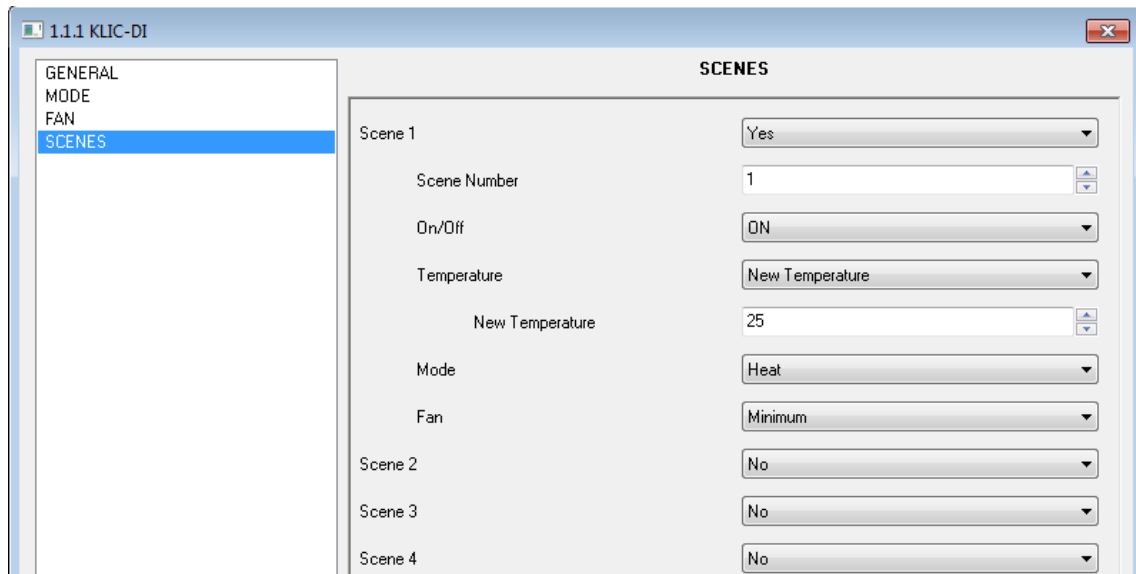 1.1.1 KLIC-DI
GENERAL
MODE
FAN
SCENES
SCENES
Scene 1 Yes
Scene Number 1
On/Off ON
Temperature New Temperature
New Temperature 25
Mode Heat
Fan Minimum
Scene 2 No
Scene 3 No
Scene 4 No